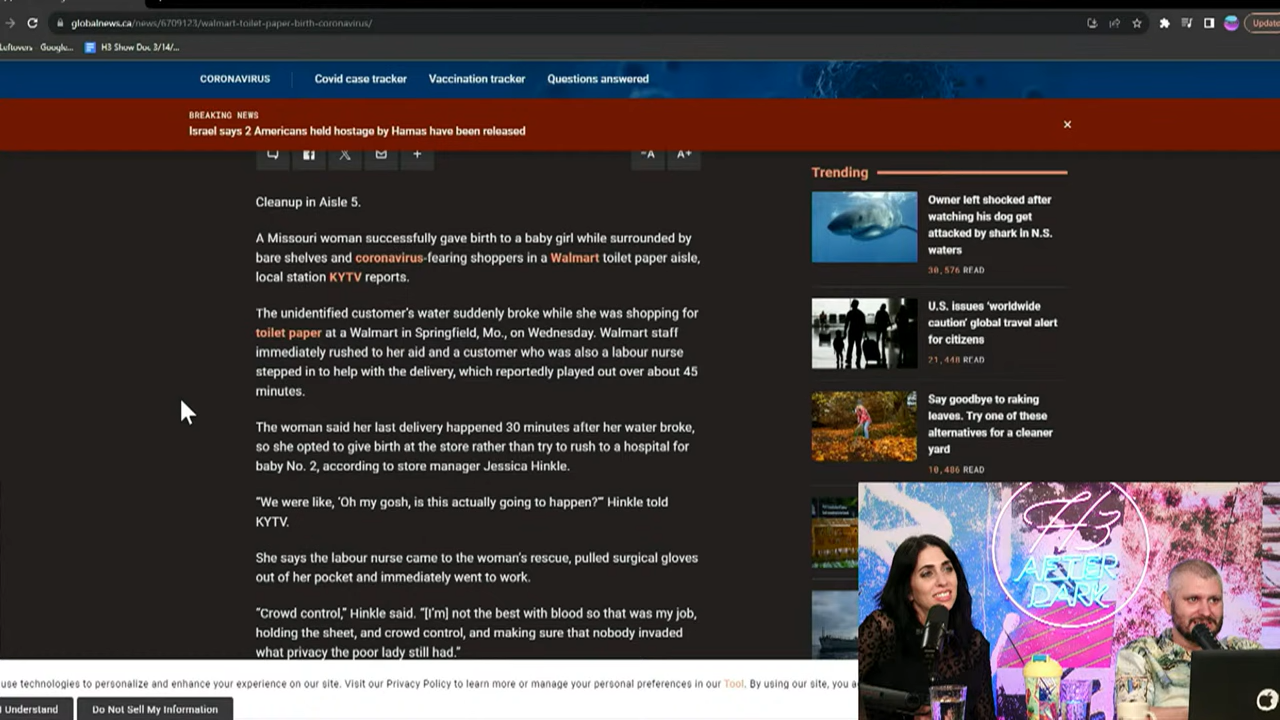 globalnews.ca/news/6709123/walmart-toilet-paper-birth-coronavirus/
Update
Leftovers
Google...
H3 Show Doc 3/14/...
CORONAVIRUS
Covid case tracker
Vaccination tracker
Questions answered
BREAKING NEWS
Israel says 2 Americans held hostage by Hamas have been released
-A
A+
Cleanup in Aisle 5.
A Missouri woman successfully gave birth to a baby girl while surrounded by
bare shelves and coronavirus-fearing shoppers in a Walmart toilet paper aisle,
local station KYTV reports.
The unidentified customer's water suddenly broke while she was shopping for
toilet paper at a Walmart in Springfield, Mo., on Wednesday. Walmart staff
immediately rushed to her aid and a customer who was also a labour nurse
stepped in to help with the delivery, which reportedly played out over about 45
minutes.
The woman said her last delivery happened 30 minutes after her water broke,
so she opted to give birth at the store rather than try to rush to a hospital for
baby No. 2, according to store manager Jessica Hinkle.
“We were like, ‘Oh my gosh, is this actually going to happen?’” Hinkle told
KYTV.
She says the labour nurse came to the woman's rescue, pulled surgical gloves
out of her pocket and immediately went to work.
“Crowd control,” Hinkle said. “[I'm] not the best with blood so that was my job,
holding the sheet, and crowd control, and making sure that nobody invaded
what privacy the poor lady still had.”
Trending
Owner left shocked after
watching his dog get
attacked by shark in N.S.
waters
30,576 READ
U.S. issues ‘worldwide
caution’ global travel alert
for citizens
21,440 READ
Say goodbye to raking
leaves. Try one of these
alternatives for a cleaner
yard
10,406 READ
H3
AFTER
DARK
use technologies to personalize and enhance your experience on our site. Visit our Privacy Policy to learn more or manage your personal preferences in our Tool. By using our site, you a
I Understand
Do Not Sell My Information